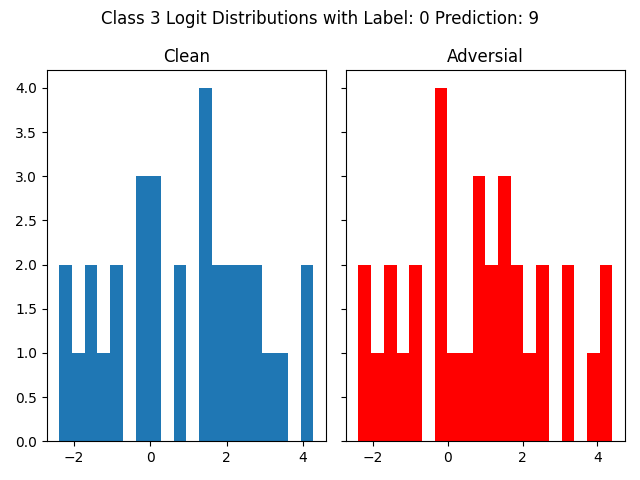 Class 3 Logit Distributions with Label: 0 Prediction: 9
Clean
Adversial
4.0
3.5
3.0
2.5
2.0
1.5
1.0
0.5
0.0
−2 0 2 4
−2 0 2 4